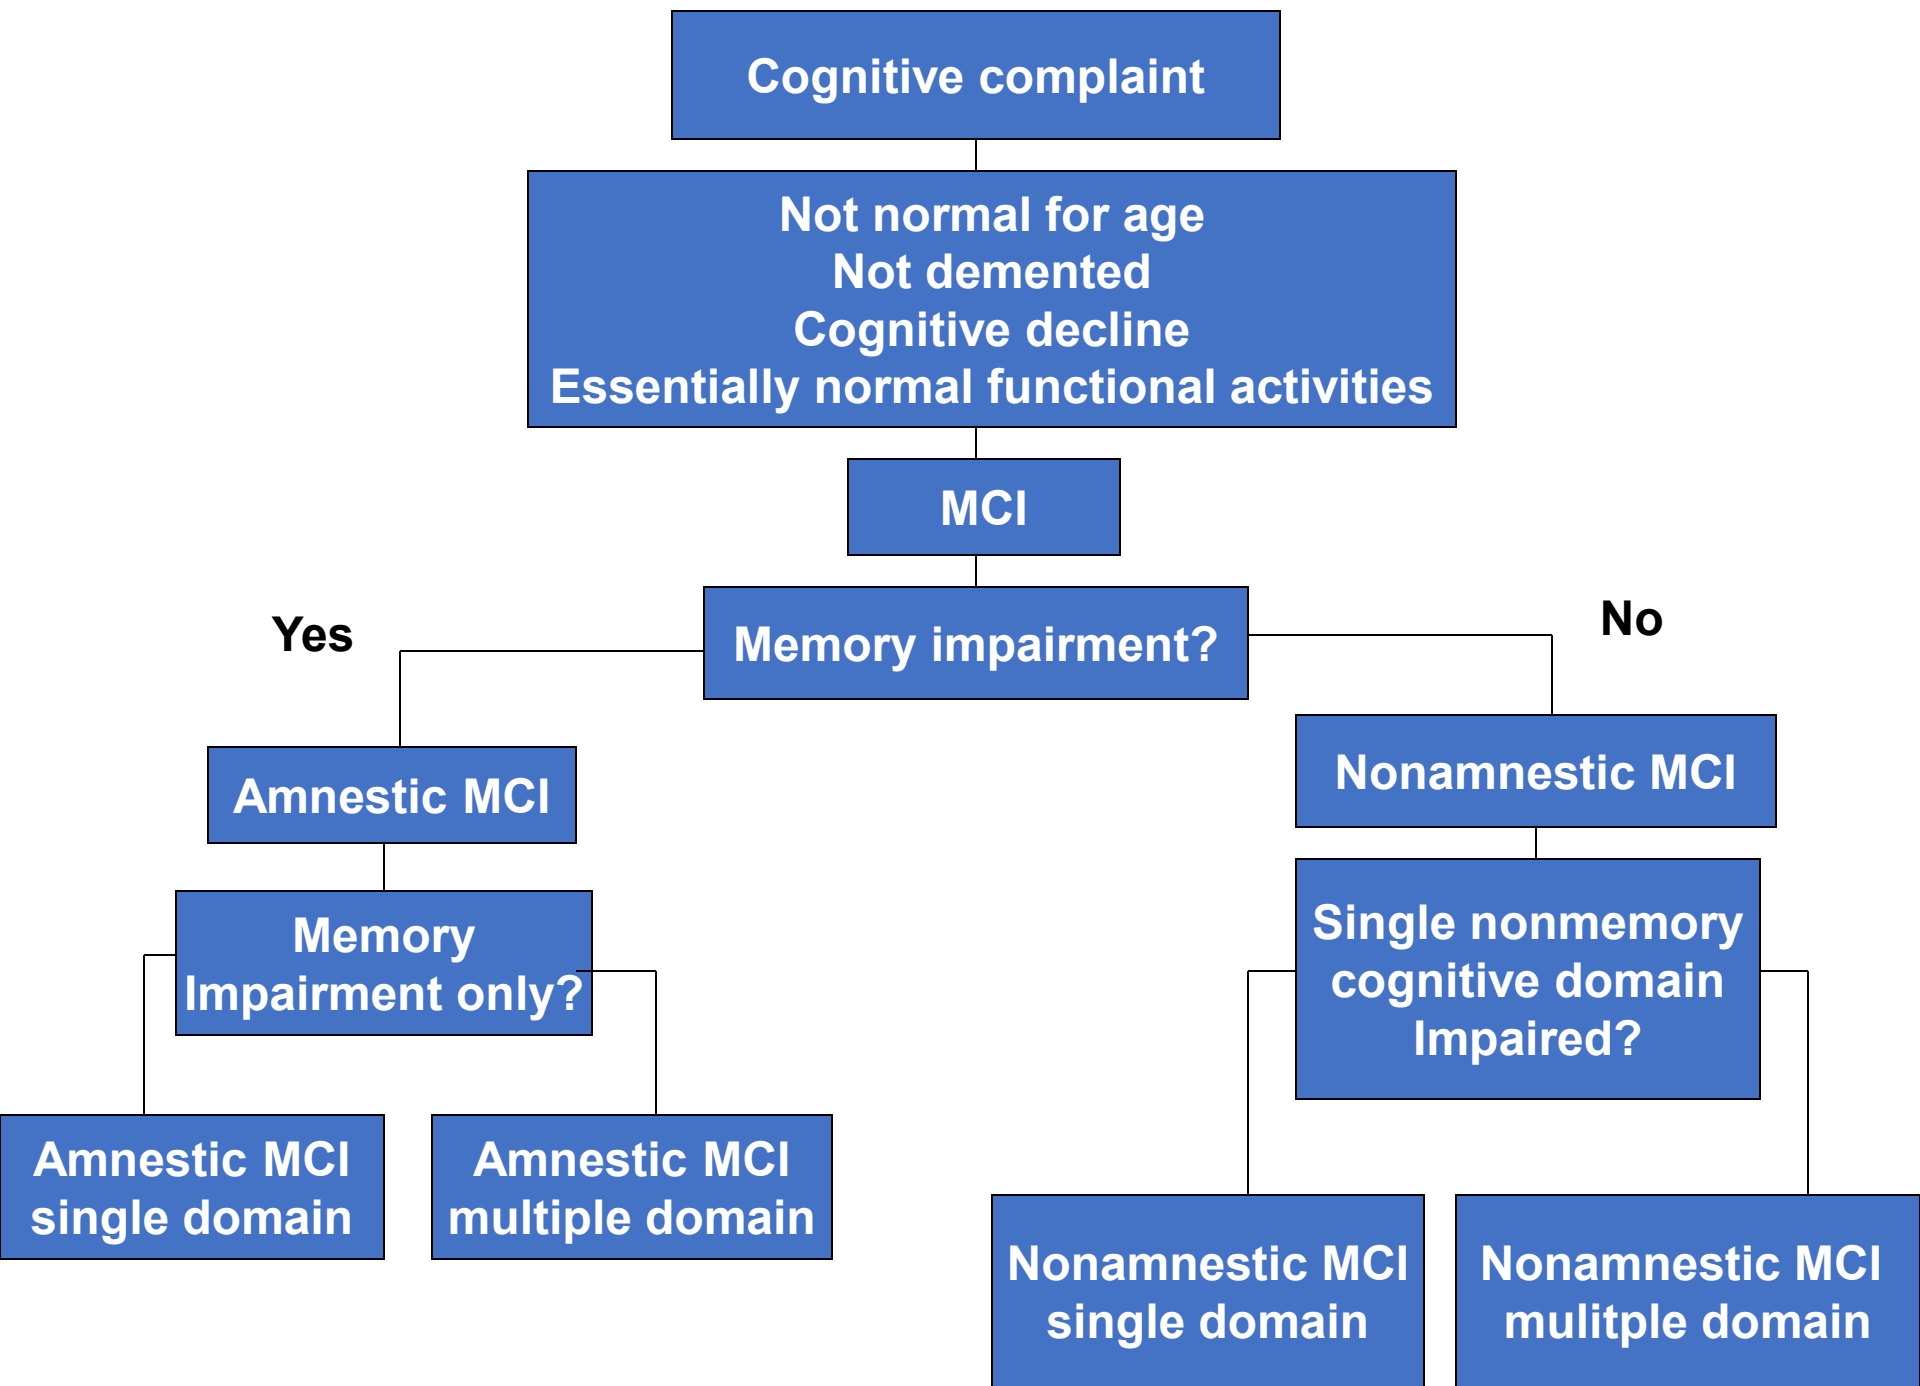 Cognitive complaint
Not normal for age
Not demented
Cognitive decline
Essentially normal functional activities
MCI
Yes
Memory impairment?
No
Amnestic MCI
Nonamnestic MCI
Memory
Impairment only?
Single nonmemory
cognitive domain
Impaired?
Amnestic MCI
single domain
Amnestic MCI
multiple domain
Nonamnestic MCI
single domain
Nonamnestic MCI
mulitple domain